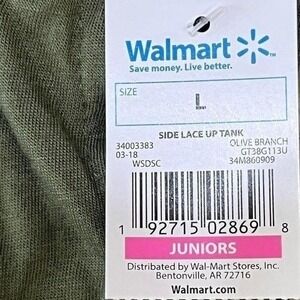 Walmart
Save money. Live better.
SIZE
L
SIDE LACE UP TANK
34003383 OLIVE BRANCH
03-18 GT38G113U
WSDSC 34M860909
1 92715 02869 8
JUNIORS
Distributed by Wal-Mart Stores, Inc.
Bentonville, AR 72716
Walmart.com